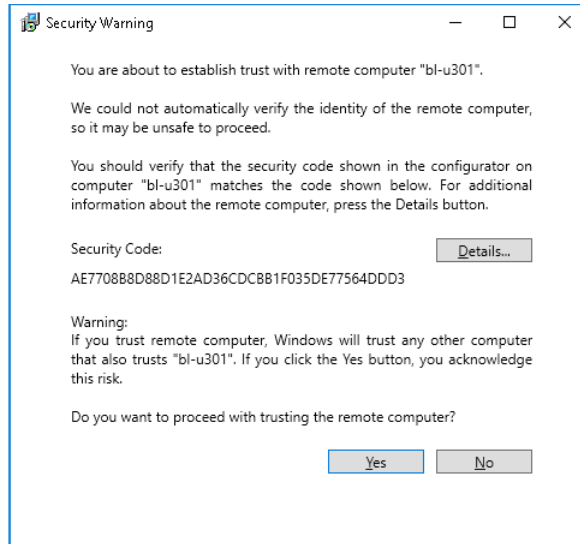 Security Warning
You are about to establish trust with remote computer "bl-u301".
We could not automatically verify the identity of the remote computer,
so it may be unsafe to proceed.
You should verify that the security code shown in the configurator on
computer "bl-u301" matches the code shown below. For additional
information about the remote computer, press the Details button.
Security Code:
Details...
AE7708B8D88D1E2AD36CDCBB1F035DE77564DDD3
Warning:
If you trust remote computer, Windows will trust any other computer
that also trusts "bl-u301". If you click the Yes button, you acknowledge
this risk.
Do you want to proceed with trusting the remote computer?
Yes
No